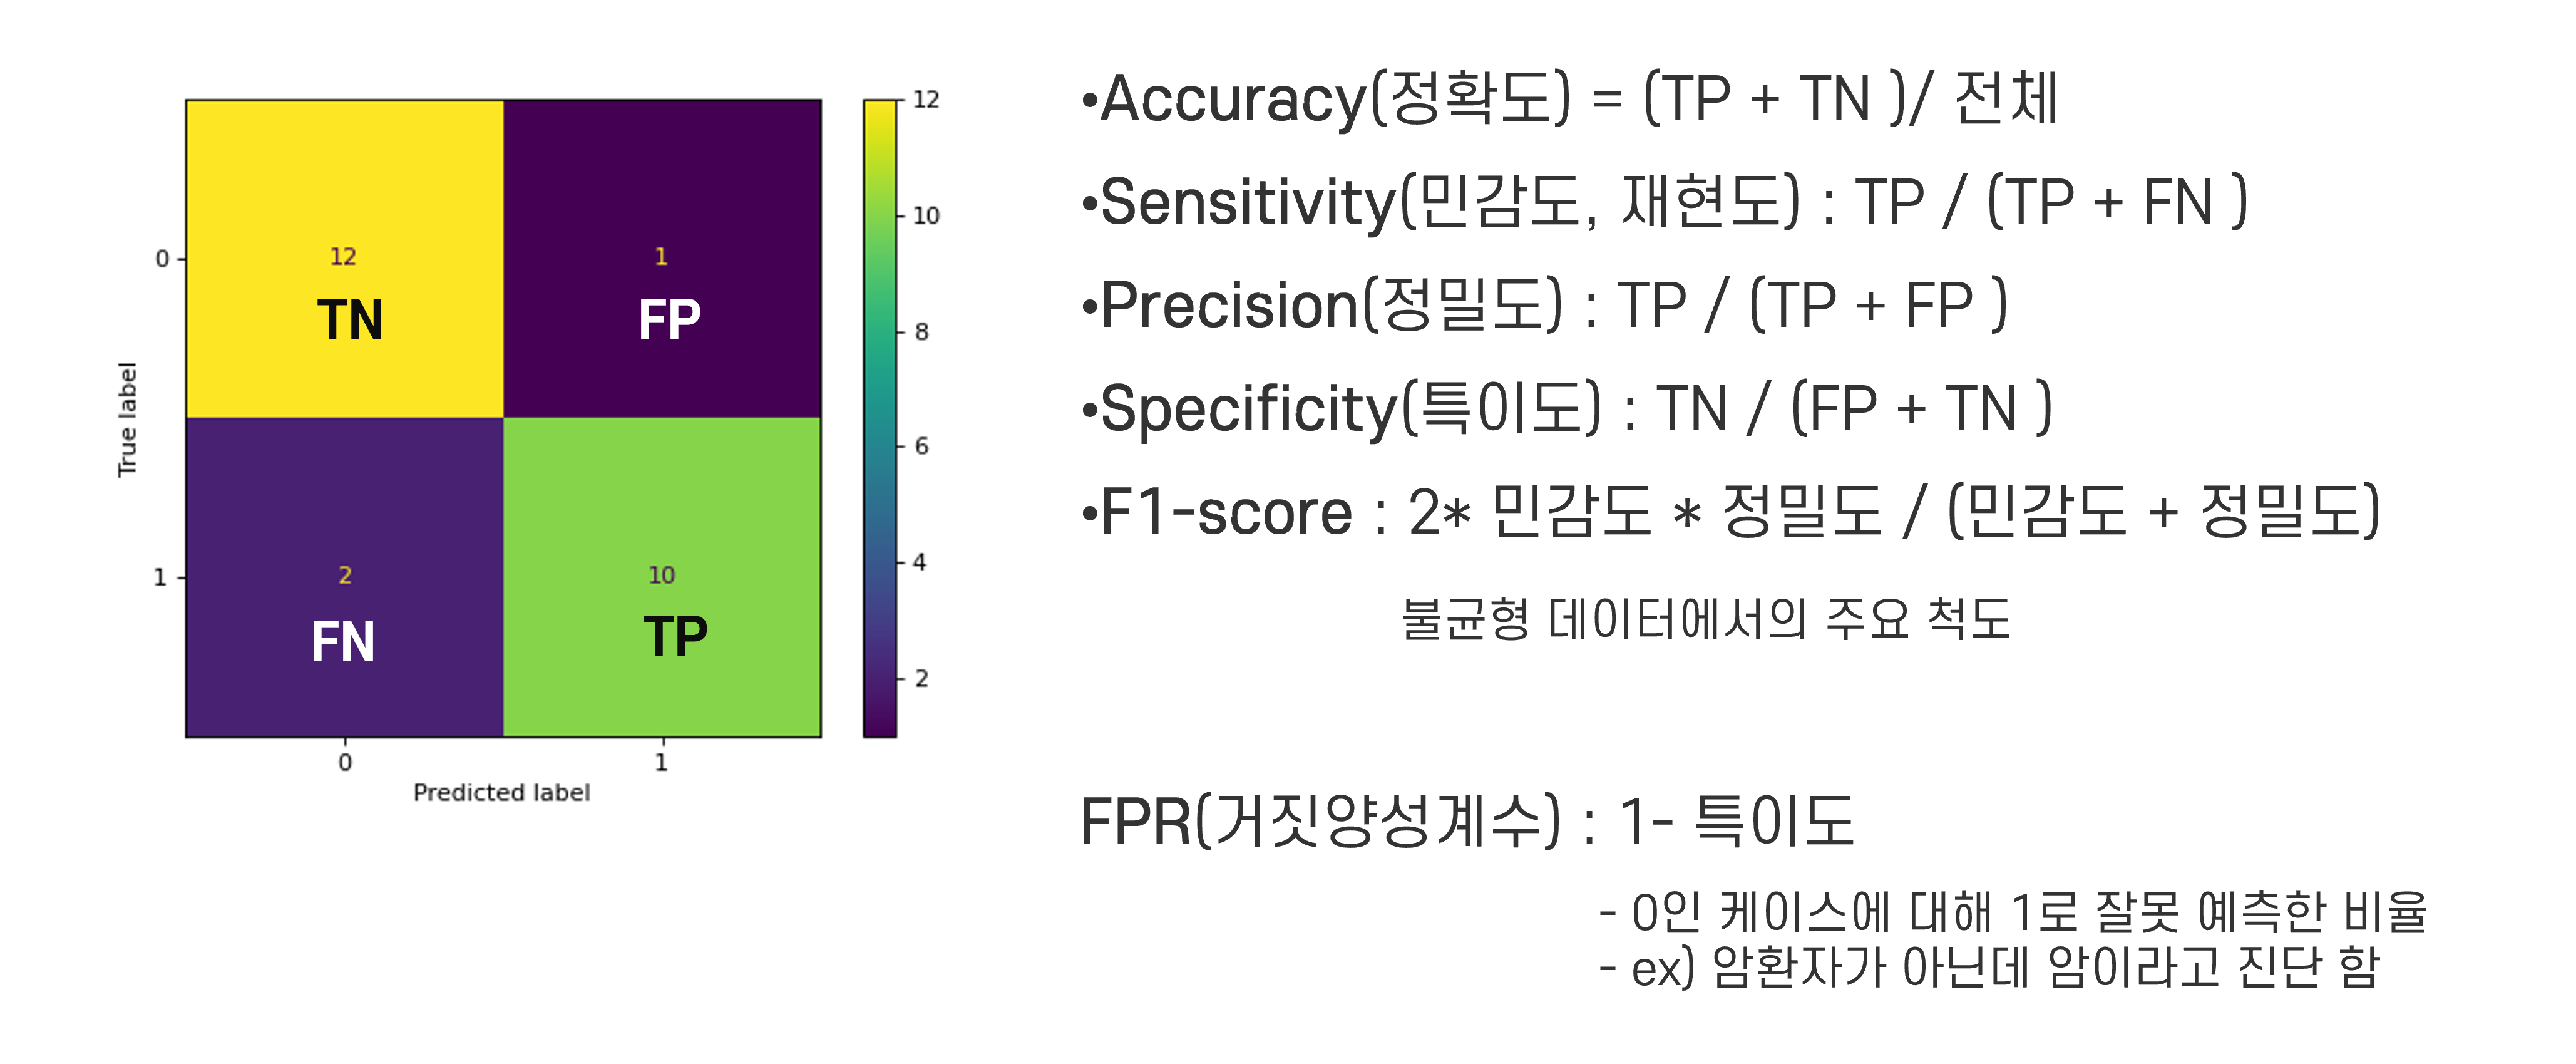 12
1
TN
FP
2
10
FN
TP
0
1
True label
0
1
Predicted label
12
10
8
6
4
2
•Accuracy(정확도) = (TP + TN )/ 전체
•Sensitivity(민감도, 재현도) : TP / (TP + FN )
•Precision(정밀도) : TP / (TP + FP )
•Specificity(특이도) : TN / (FP + TN )
•F1-score : 2* 민감도 * 정밀도 / (민감도 + 정밀도)
불균형 데이터에서의 주요 척도
FPR(거짓양성계수) : 1- 특이도
- 0인 케이스에 대해 1로 잘못 예측한 비율
- ex) 암환자가 아닌데 암이라고 진단 함